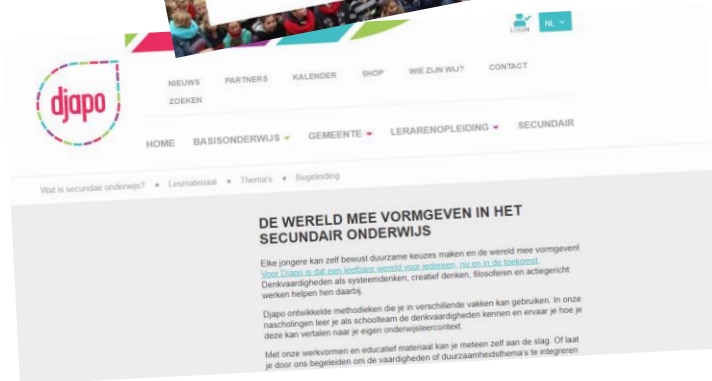 LOGIN NL
NIEUWS PARTNERS KALENDER SHOP WIE ZIJN WIJ? CONTACT
ZOEKEN
djapo
HOME BASISONDERWIJS GEMEENTE LERARENOPLEIDING SECUNDAIR
Wat is secundair onderwijs? • Lesmateriaal • Thema's • Begeleiding
DE WERELD MEE VORMGEVEN IN HET
SECUNDAIR ONDERWIJS
Elke jongere kan zelf bewust duurzame keuzes maken en de wereld mee vormgeven!
Voor Djapo is dat een leefbare wereld voor iedereen, nu en in de toekomst.
Denkvaardigheden als systeemdenken, creatief denken, filosoferen en actiegericht
werken helpen hen daarbij.
Djapo ontwikkelde methodieken die je in verschillende vakken kan gebruiken. In onze
nascholingen leer je als schoolteam de denkvaardigheden kennen en ervaar je hoe je
deze kan vertalen naar je eigen onderwijsleercontext.
Met onze werkvormen en educatief materiaal kan je meteen zelf aan de slag. Of laat
je door ons begeleiden om de vaardigheden of duurzaamheidsthema's te integreren